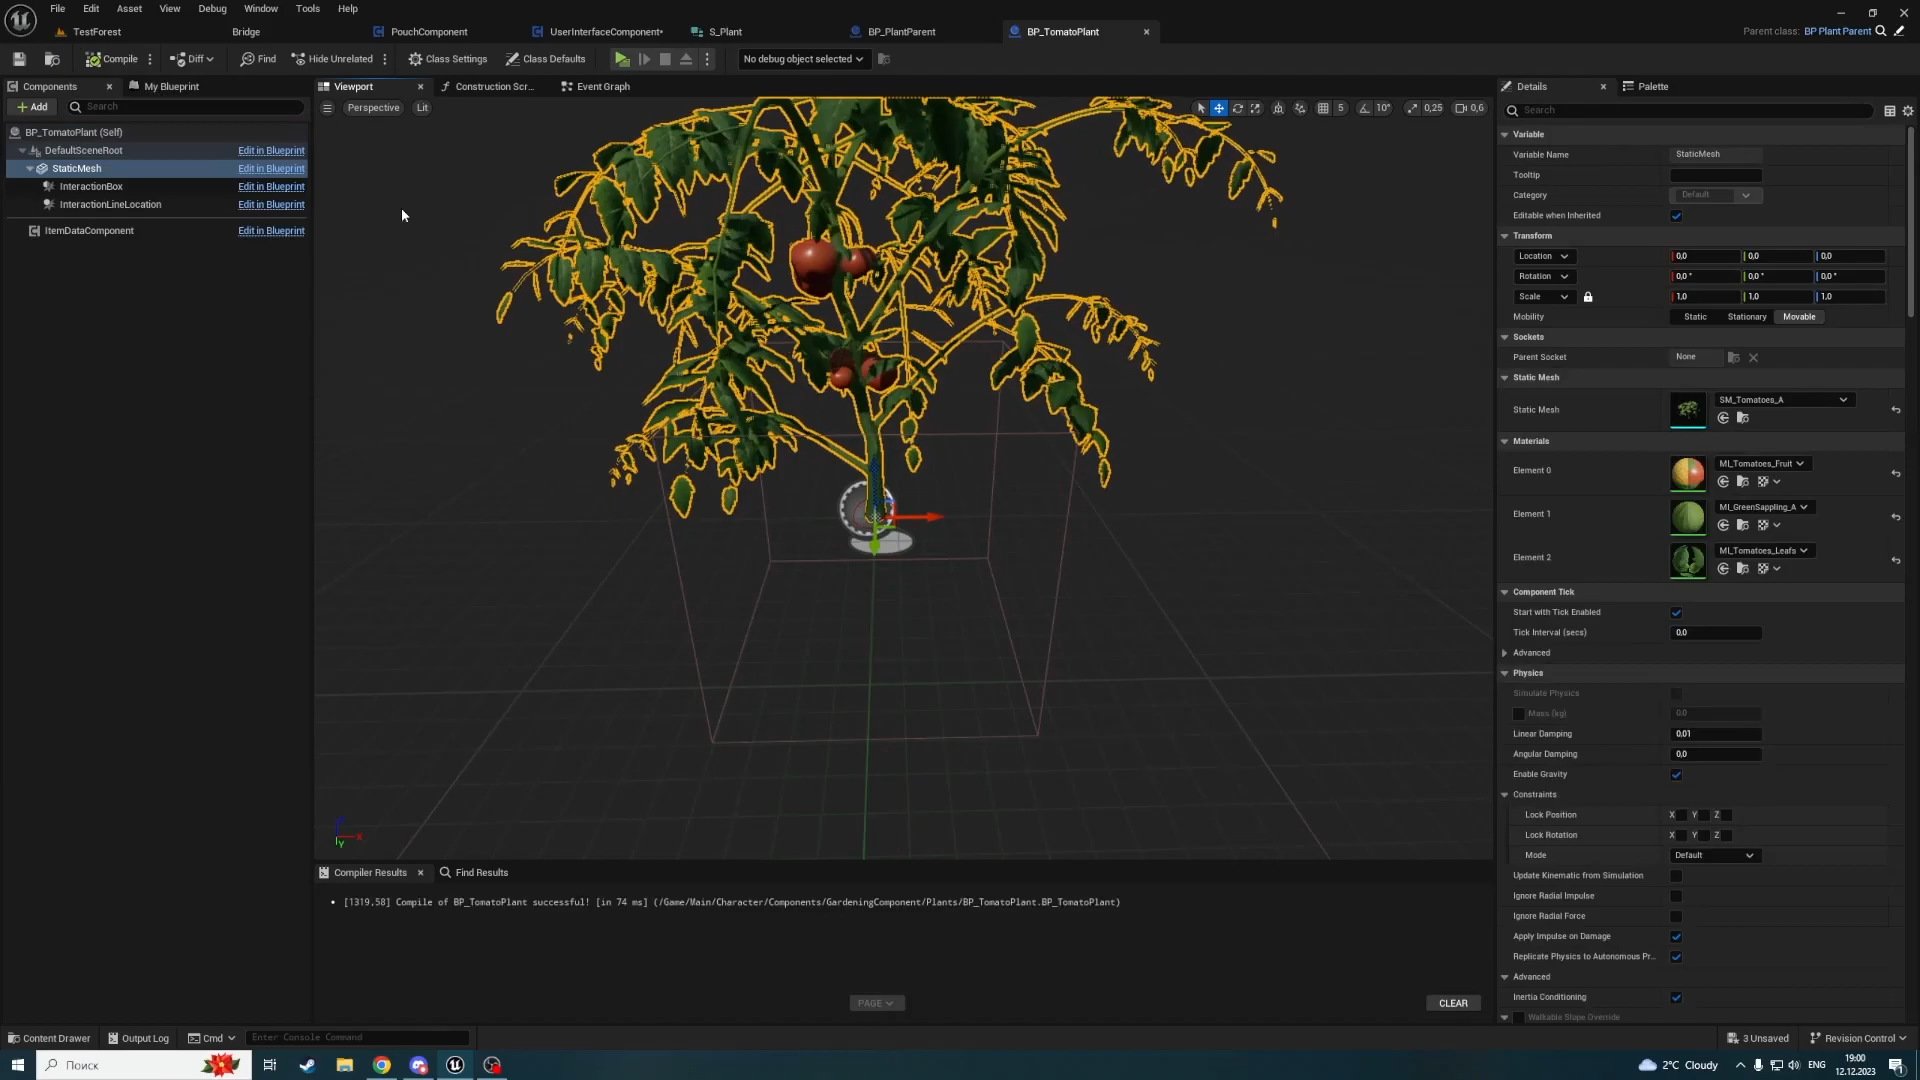 File Edit Asset View Debug Window Tools Help
TestForest Bridge PouchComponent UserInterfaceComponent* S_Plant BP_PlantParent BP_TomatoPlant
Parent class: BP Plant Parent
Compile Diff Find Hide Unrelated Class Settings Class Defaults No debug object selected
Components My Blueprint
Viewport Construction Scr... Event Graph
Details Palette
Add Search
Perspective Lit
5 10° 0,25 0,6
Search
BP_TomatoPlant (Self)
DefaultSceneRoot Edit in Blueprint
StaticMesh Edit in Blueprint
InteractionBox Edit in Blueprint
InteractionLineLocation Edit in Blueprint
ItemDataComponent Edit in Blueprint
X
Y
Variable
Variable Name StaticMesh
Tooltip
Category Default
Editable when Inherited
Transform
Location 0,0 0,0 0,0
Rotation 0,0 ° 0,0 ° 0,0 °
Scale 1,0 1,0 1,0
Mobility Static Stationary Movable
Sockets
Parent Socket None
Static Mesh
Static Mesh SM_Tomatoes_A
Materials
Element 0 MI_Tomatoes_Fruit
Element 1 MI_GreenSappling_A
Element 2 MI_Tomatoes_Leafs
Component Tick
Start with Tick Enabled
Tick Interval (secs) 0,0
Advanced
Physics
Simulate Physics
Mass (kg) 0,0
Linear Damping 0,01
Angular Damping 0,0
Enable Gravity
Constraints
Lock Position X Y Z
Lock Rotation X Y Z
Mode Default
Update Kinematic from Simulation
Ignore Radial Impulse
Ignore Radial Force
Apply Impulse on Damage
Replicate Physics to Autonomous Pr...
Advanced
Inertia Conditioning
Walkable Slope Override
Compiler Results Find Results
[1319,58] Compile of BP_TomatoPlant successful! [in 74 ms] (/Game/Main/Character/Components/GardeningComponent/Plants/BP_TomatoPlant.BP_TomatoPlant)
PAGE CLEAR
Content Drawer Output Log Cmd Enter Console Command 3 Unsaved Revision Control
Поиск 2°C Cloudy ENG 19:00
12.12.2023